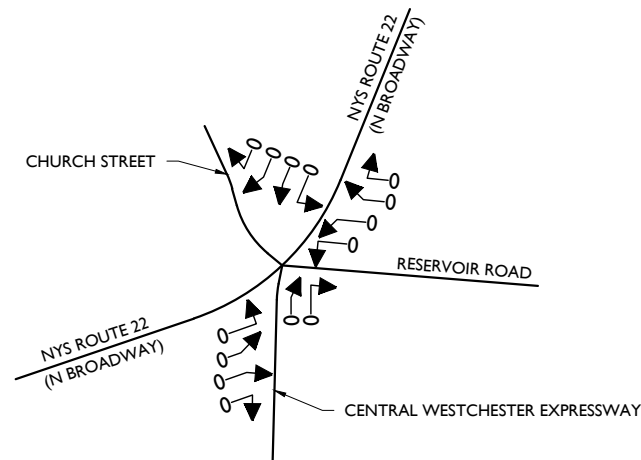 NYS ROUTE 22
(N BROADWAY)
CHURCH STREET
0 0 0 0
0
0
0
0
RESERVOIR ROAD
0 0
NYS ROUTE 22
(N BROADWAY)
0
0
0
0
CENTRAL WESTCHESTER EXPRESSWAY